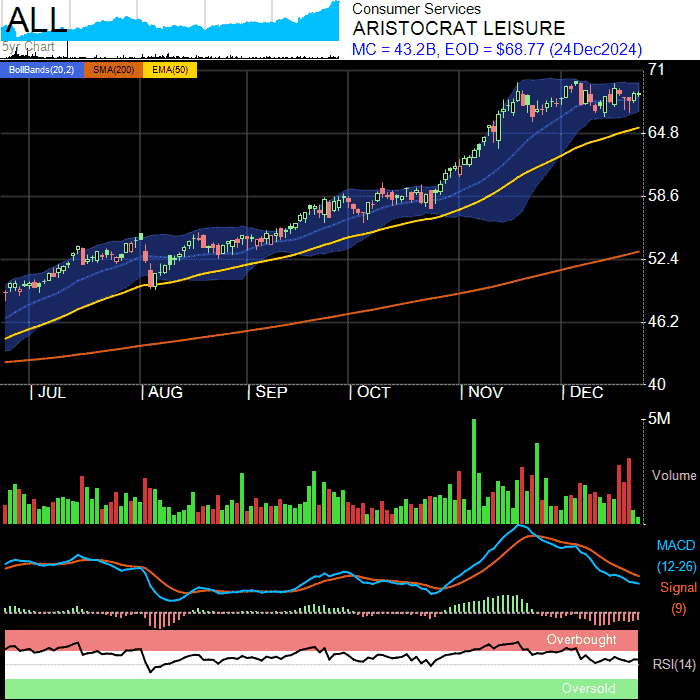 ALL
5yr Chart
Consumer Services
ARISTOCRAT LEISURE
MC = 43.2B, EOD = $68.77 (24Dec2024)
BollBands(20,2) SMA(200) EMA(50)
71
64.8
58.6
52.4
46.2
40
JUL AUG SEP OCT NOV DEC
5M
Volume
MACD
(12-26)
Signal
(9)
Overbought
RSI(14)
Oversold